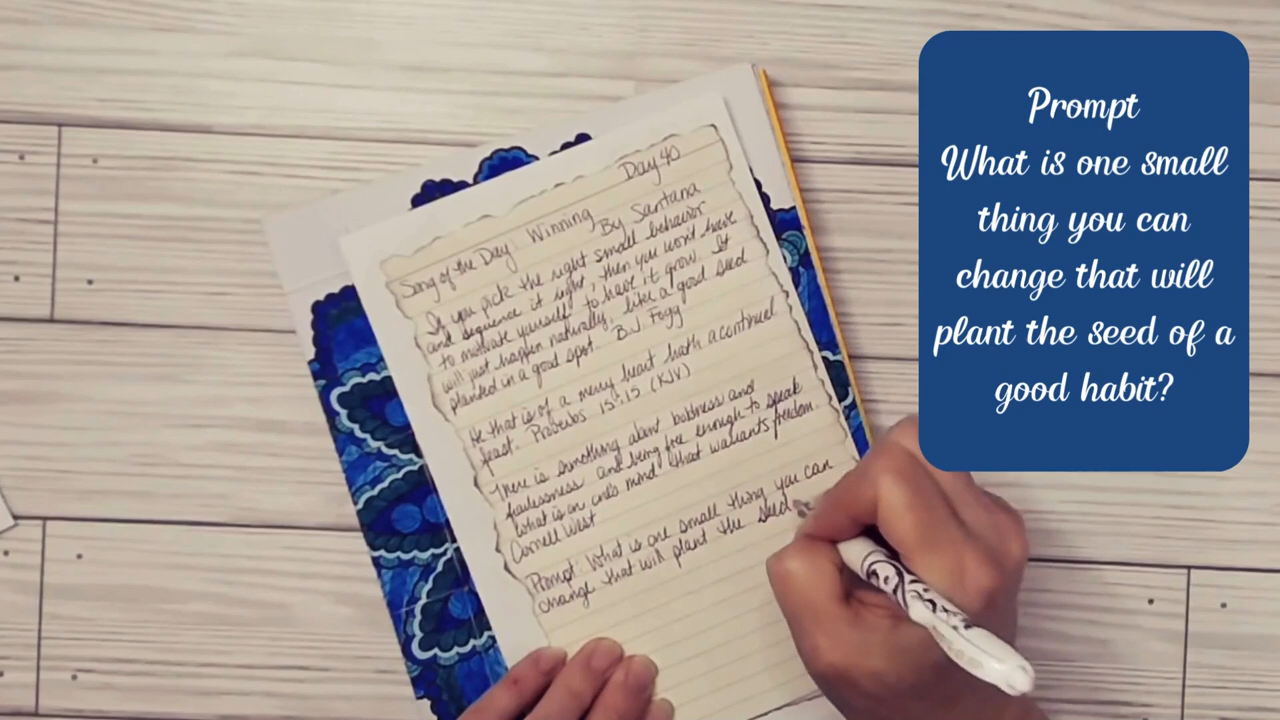 Day 40
Song of the Day Winning By Santana
If you pick the right small behavior
and sequence it right, then you won't have
to motivate yourself to have it grow. It
will just happen naturally, like a good seed
planted in a good spot. B.J. Fogg
He that is of a merry heart hath a continuel
feast. Proverbs 15:15 (KJV)
There is something about boldness and
fearlessness and being free enough to speak
what is on one's mind that warrants freedom.
Cornell West
Prompt: What is one small thing you can
change that will plant the seed
Prompt
What is one small
thing you can
change that will
plant the seed of a
good habit?